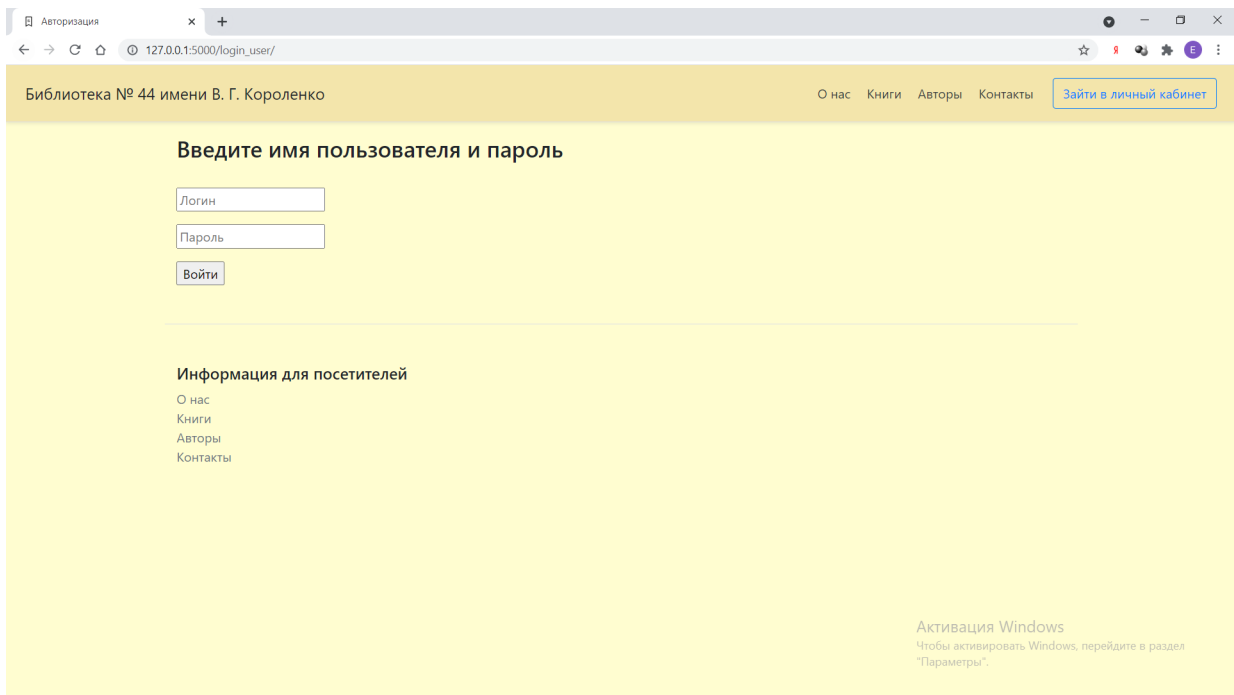 Авторизация
127.0.0.1:5000/login_user/
Я
E
Библиотека № 44 имени В. Г. Короленко
О нас Книги Авторы Контакты Зайти в личный кабинет
Введите имя пользователя и пароль
Логин
Пароль
Войти
Информация для посетителей
О нас
Книги
Авторы
Контакты
Активация Windows
Чтобы активировать Windows, перейдите в раздел
"Параметры".